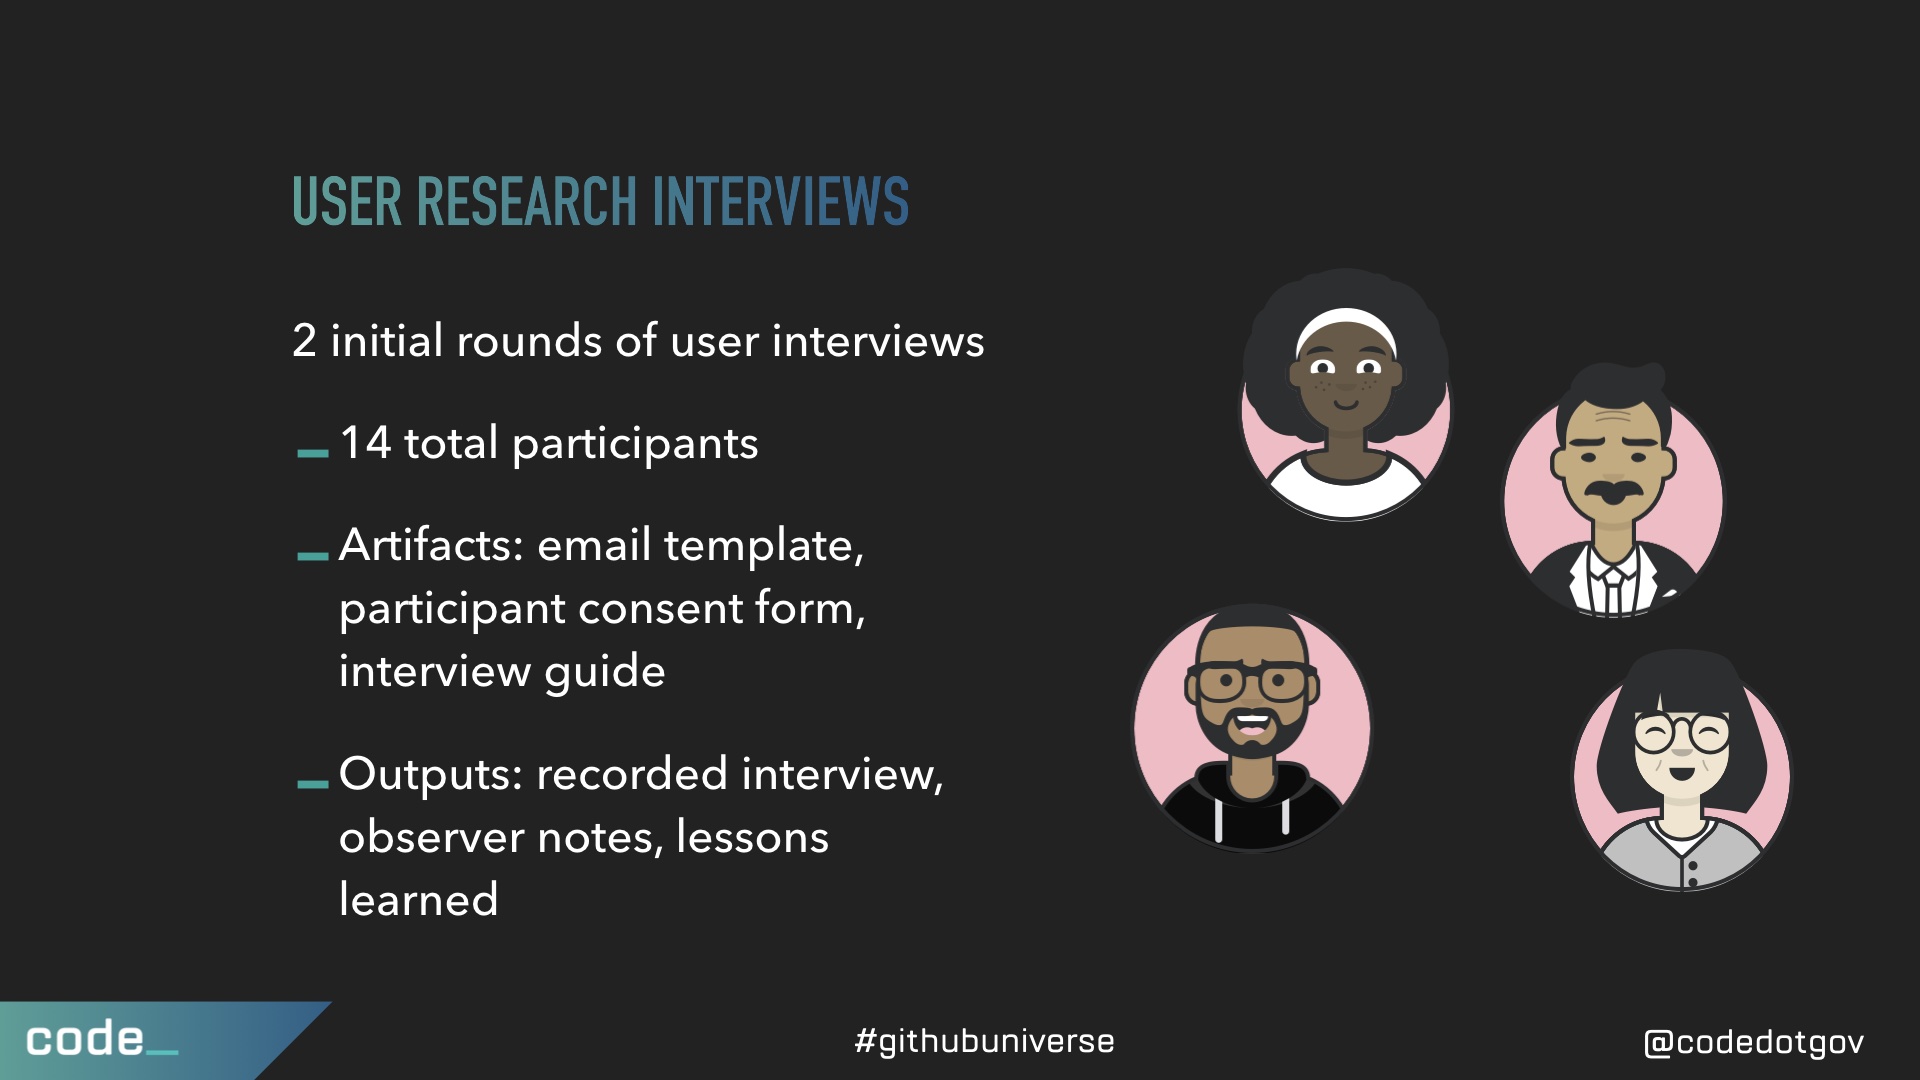 USER RESEARCH INTERVIEWS
2 initial rounds of user interviews
14 total participants
Artifacts: email template,
participant consent form,
interview guide
Outputs: recorded interview,
observer notes, lessons
learned
code_
#githubuniverse
@codedotgov